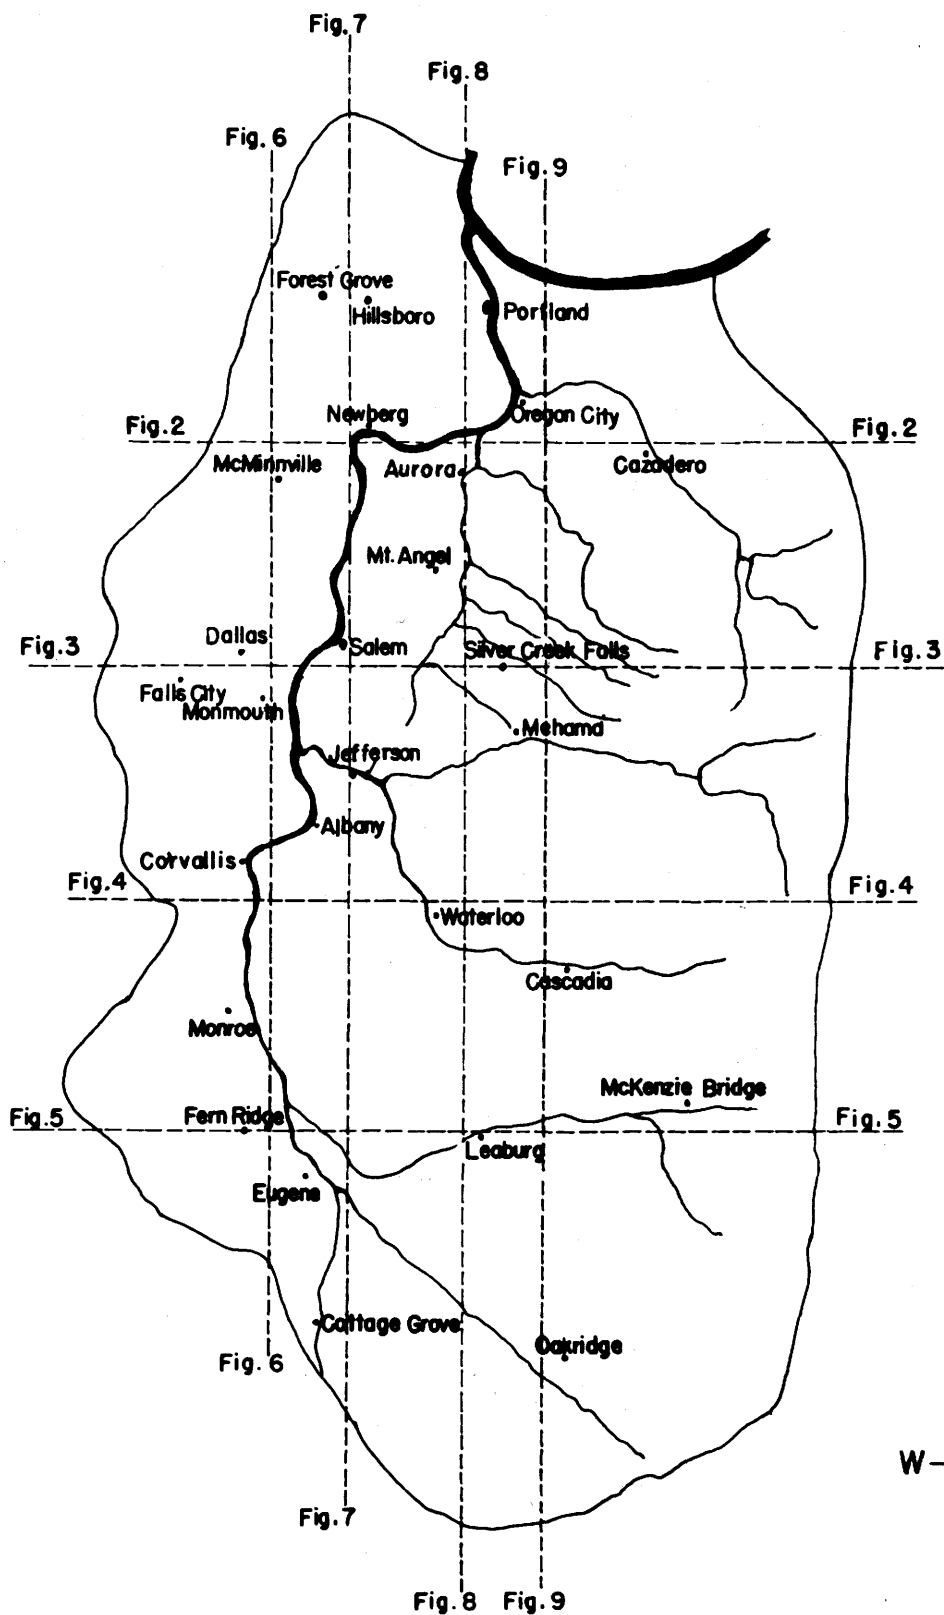 Fig. 7
Fig. 8
Fig. 6
Fig. 9
Forest Grove
Hillsboro
Portland
Newberg
Oregon City
Fig. 2
Fig. 2
McMinnville
Aurora
Cazadero
Mt. Angel
Dallas
Salem
Silver Creek Falls
Fig. 3
Fig. 3
Falls City
Monmouth
Mehama
Jefferson
Albany
Corvallis
Fig. 4
Fig. 4
Waterloo
Cascadia
Monroe
McKenzie Bridge
Fig. 5
Fern Ridge
Fig. 5
Leaburg
Eugene
Cottage Grove
Oakridge
Fig. 6
W
Fig. 7
Fig. 8
Fig. 9